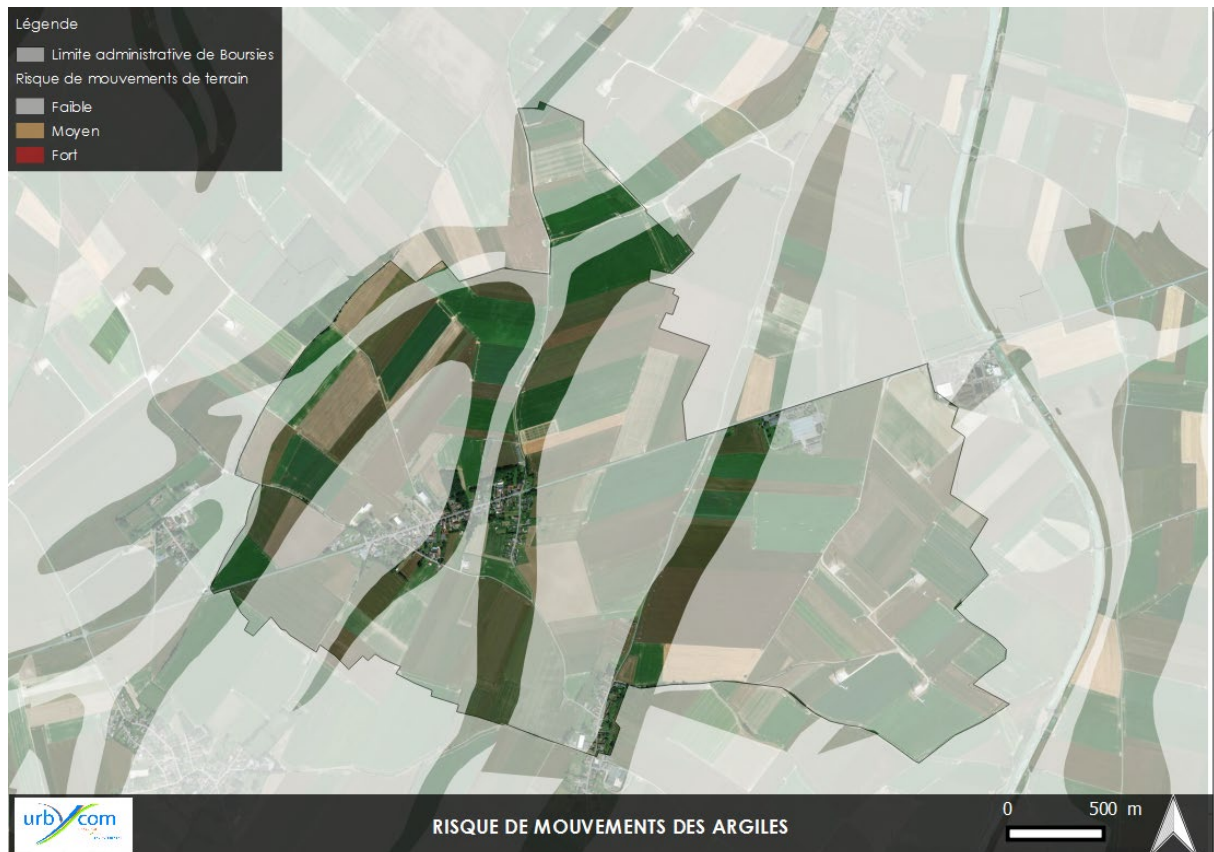 Légende
Limite administrative de Boursies
Risque de mouvements de terrain
Faible
Moyen
Fort
urbycom
RISQUE DE MOUVEMENTS DES ARGILES
0 500 m